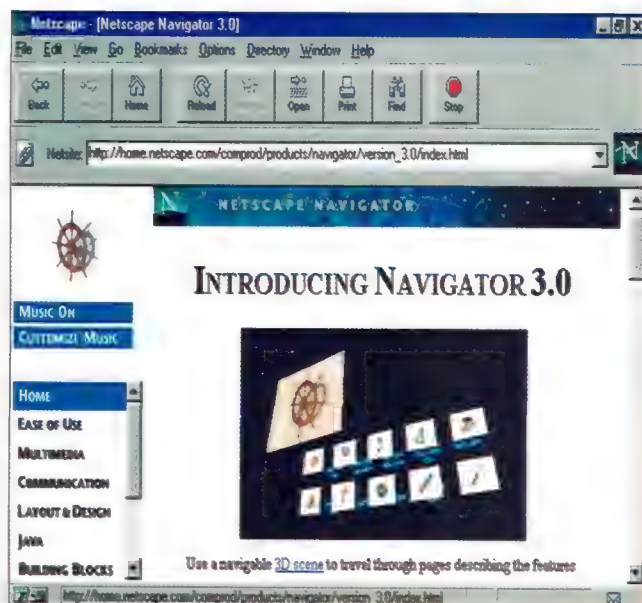 Netscape - [Netscape Navigator 3.0]
File Edit View Go Bookmarks Options Directory Window Help
Back Home Reload Open Print Find Stop
Netsite: http://home.netscape.com/comprod/products/navigator/version_3.0/index.html
N
N NETSCAPE NAVIGATOR
INTRODUCING NAVIGATOR 3.0
MUSIC ON
CUSTOMIZE MUSIC
HOME
EASE OF USE
MULTIMEDIA
COMMUNICATION
LAYOUT & DESIGN
JAVA
BUILDING BLOCKS
Use a navigable 3D scene to travel through pages describing the features
http://home.netscape.com/comprod/products/navigator/version_3.0/index.html